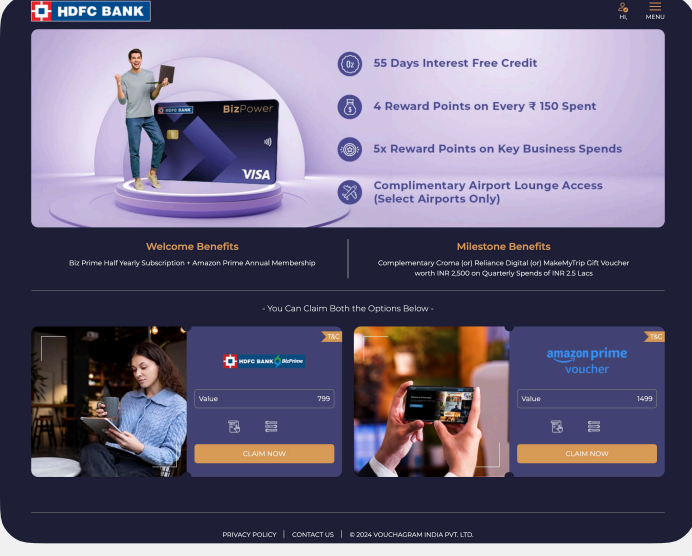 HDFC BANK
HI,
MENU
HDFC BANK
BizPower
VISA
0%
55 Days Interest Free Credit
4 Reward Points on Every ₹ 150 Spent
5x Reward Points on Key Business Spends
Complimentary Airport Lounge Access
(Select Airports Only)
Welcome Benefits
Biz Prime Half Yearly Subscription + Amazon Prime Annual Membership
Milestone Benefits
Complementary Croma (or) Reliance Digital (or) MakeMyTrip Gift Voucher
worth INR 2,500 on Quarterly Spends of INR 2.5 Lacs
- You Can Claim Both the Options Below -
T&C
HDFC BANK BizPrime
Value 799
CLAIM NOW
T&C
amazon prime
voucher
Value 1499
CLAIM NOW
PRIVACY POLICY | CONTACT US | © 2024 VOUCHAGRAM INDIA PVT. LTD.